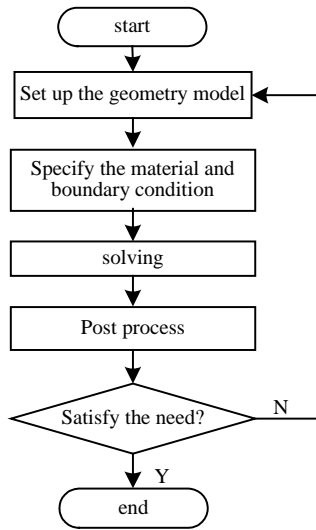 start
Set up the geometry model
Specify the material and
boundary condition
solving
Post process
Satisfy the need?
N
Y
end